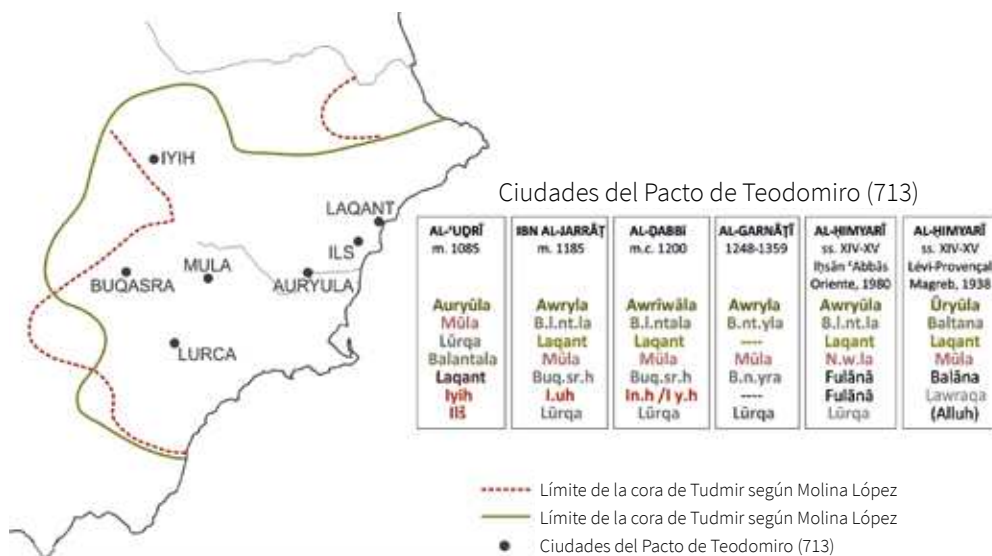 IYIH
LAQANT
ILS
MULA
BUQASRA
AURYULA
LURCA
Ciudades del Pacto de Teodomiro (713)
AL-ʿUḎRĪ
m. 1085
Auryūla
Mūla
Lūrqa
Balantala
Laqant
Iyih
Ilš
IBN AL-JARRĀṬ
m. 1185
Awryla
B.l.nt.la
Laqant
Mūla
Buq.sr.h
I.uh
Lūrqa
AL-ḌABBĪ
m.c. 1200
Awrīwāla
B.l.ntala
Laqant
Mūla
Buq.sr.h
In.h /I y.h
Lūrqa
AL-GARNĀṬĪ
1248-1359
Awryla
B.nt.yla
----
Mūla
B.n.yra
----
Lūrqa
AL-ḤIMYARĪ
ss. XIV-XV
Iḥsān ʿAbbās
Oriente, 1980
Awryūla
B.l.nt.la
Laqant
N.w.la
Fulānā
Fulānā
Lūrqa
AL-ḤIMYARĪ
ss. XIV-XV
Lévi-Provençal
Magreb, 1938
Ūryūla
Baltana
Laqant
Mūla
Balāna
Lawraqa
(Alluh)
Límite de la cora de Tudmir según Molina López
Límite de la cora de Tudmir según Molina López
Ciudades del Pacto de Teodomiro (713)